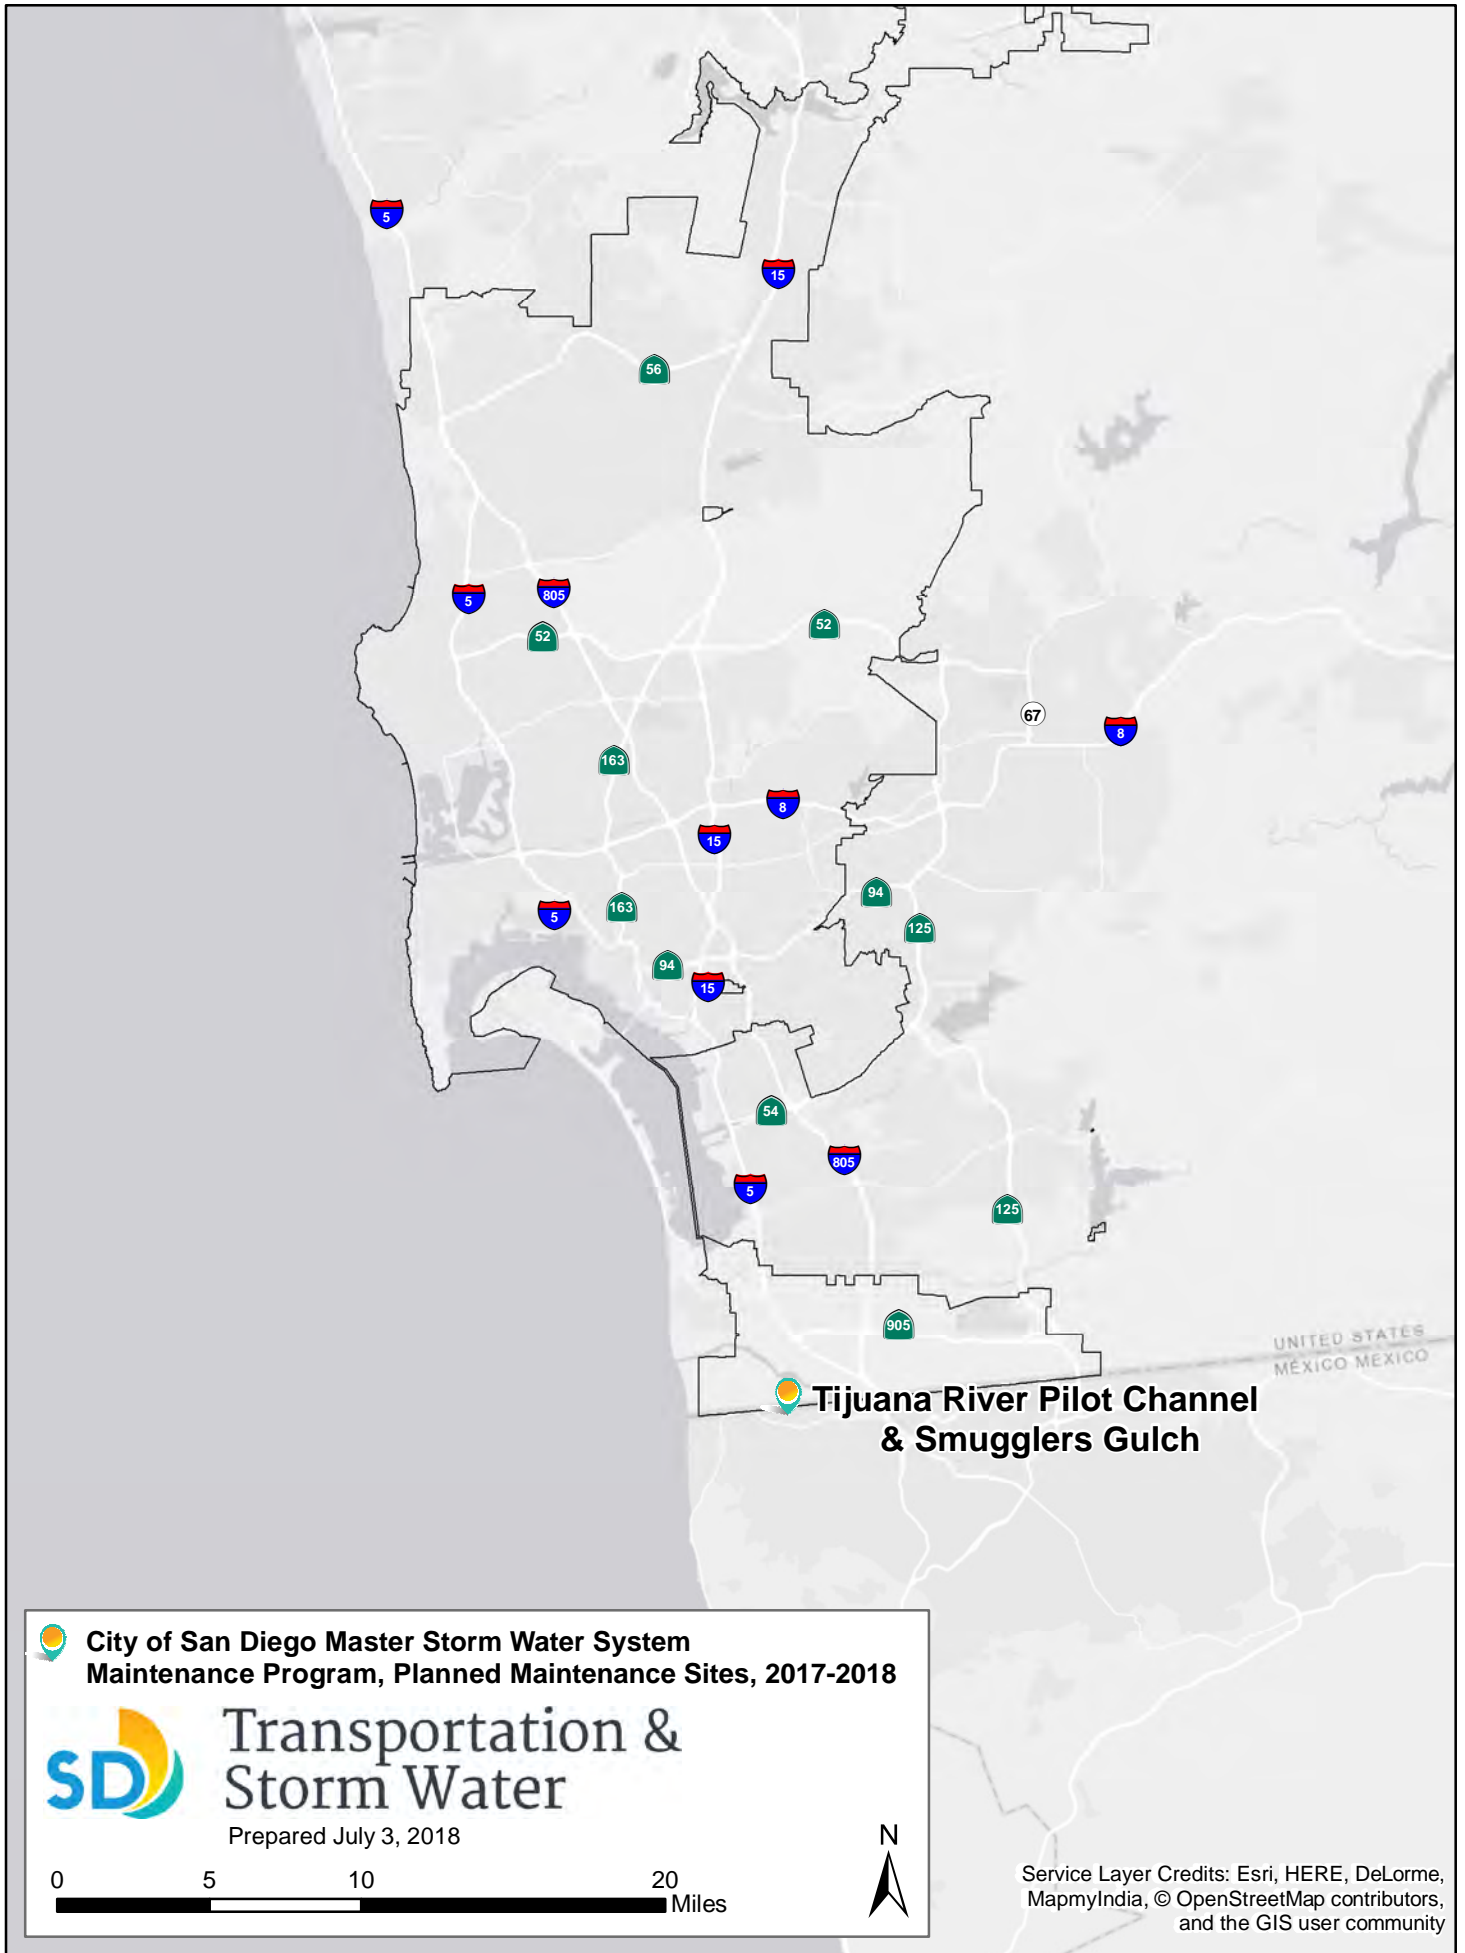 5
15
56
5
805
52
52
67
8
163
8
15
94
163
5
125
94
15
54
805
5
125
905
UNITED STATES
MÉXICO MEXICO
Tijuana River Pilot Channel
& Smugglers Gulch
City of San Diego Master Storm Water System
Maintenance Program, Planned Maintenance Sites, 2017-2018
SD
Transportation &
Storm Water
Prepared July 3, 2018
N
0 5 10 20
Miles
Service Layer Credits: Esri, HERE, DeLorme,
MapmyIndia, © OpenStreetMap contributors,
and the GIS user community